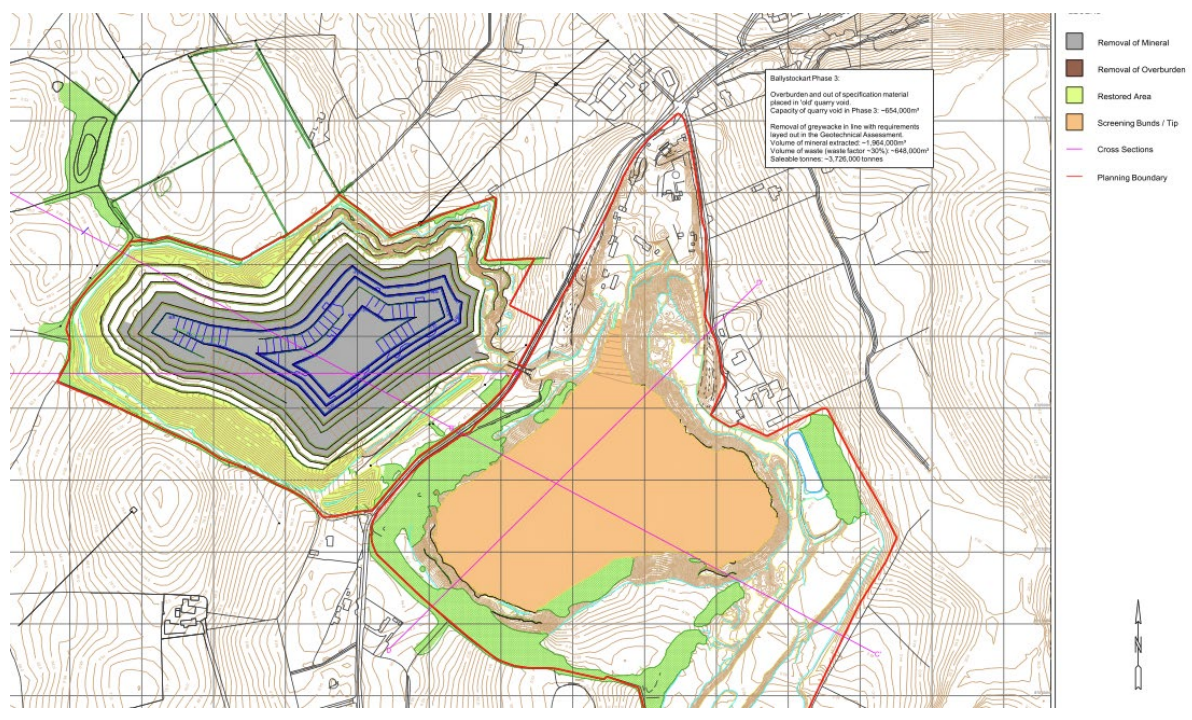 Removal of Mineral
Removal of Overburden
Restored Area
Screening Bunds / Tip
Cross Sections
Planning Boundary
Ballystockart Phase 3:
Overburden and out of specification material
placed in 'old' quarry void.
Capacity of quarry void in Phase 3: ~654,000m³
Removal of greywacke in line with requirements
layed out in the Geotechnical Assessment.
Volume of mineral extracted: ~1,964,000m³
Volume of waste (waste factor ~30%): ~648,000m³
Saleable tonnes: ~3,726,000 tonnes
N